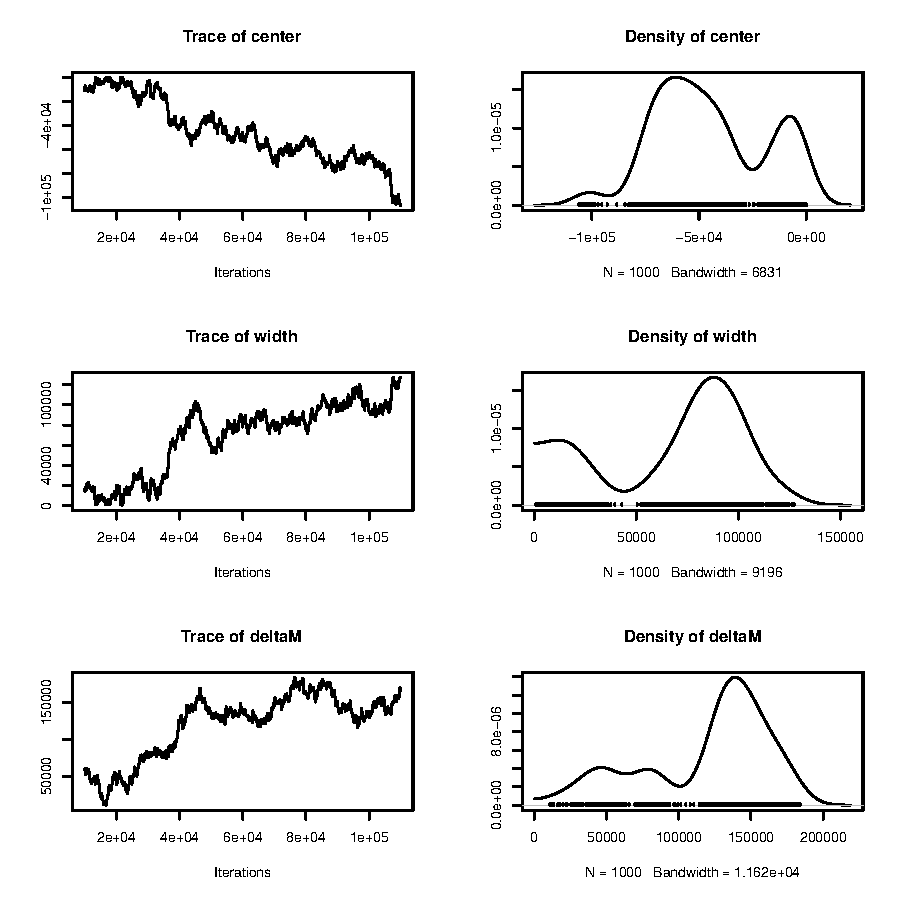 Trace of center
Density of center
−1e+05
−4e+04
2e+04 4e+04 6e+04 8e+04 1e+05
Iterations
0.0e+00
1.0e−05
−1e+05 −5e+04 0e+00
N = 1000 Bandwidth = 6831
Trace of width
Density of width
0
40000
100000
2e+04 4e+04 6e+04 8e+04 1e+05
Iterations
0.0e+00
1.0e−05
0 50000 100000 150000
N = 1000 Bandwidth = 9196
Trace of deltaM
Density of deltaM
50000
150000
2e+04 4e+04 6e+04 8e+04 1e+05
Iterations
0.0e+00
8.0e−06
0 50000 100000 150000 200000
N = 1000 Bandwidth = 1.162e+04